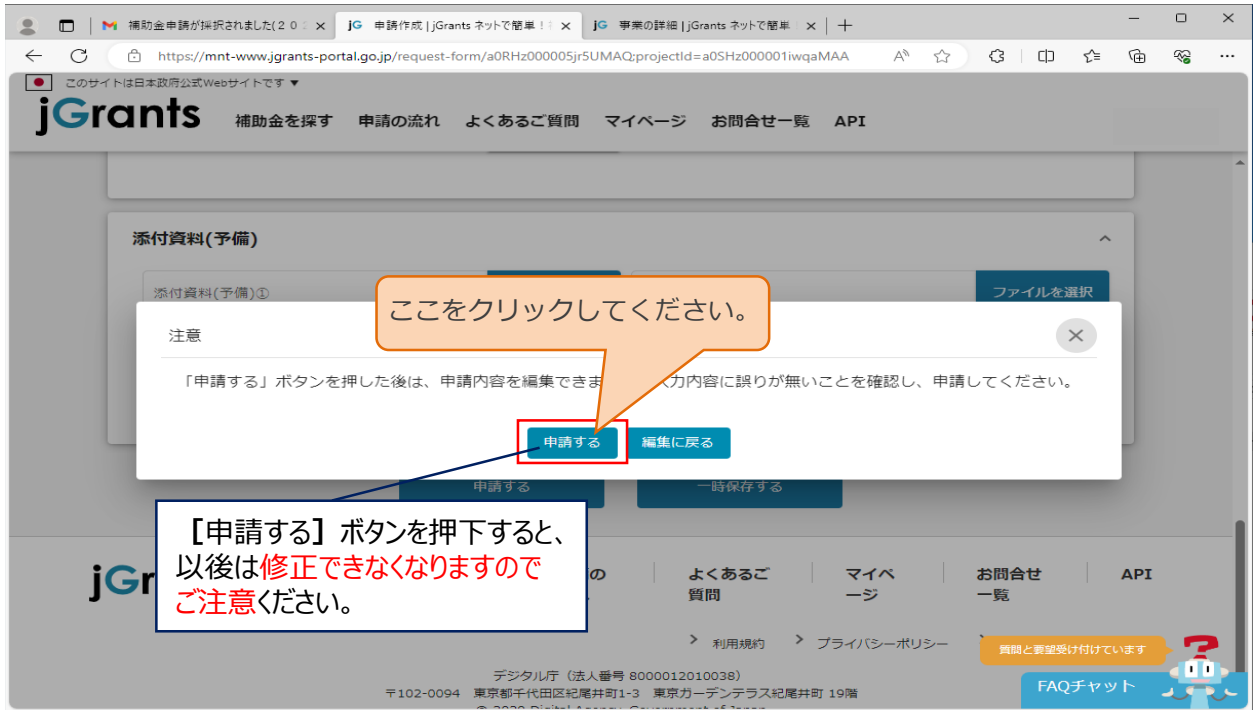 補助金申請が採択されました(２０
jG 申請作成 | jGrants ネットで簡単！
jG 事業の詳細 | jGrants ネットで簡単
https://mnt-www.jgrants-portal.go.jp/request-form/a0RHz000005jr5UMAQ;projectId=a0SHz000001iwqaMAA
このサイトは日本政府公式Webサイトです ▼
jGrants 補助金を探す 申請の流れ よくあるご質問 マイページ お問合せ一覧 API
添付資料(予備)
添付資料(予備)①
ファイルを選択
ここをクリックしてください。
注意
「申請する」ボタンを押した後は、申請内容を編集できま 入力内容に誤りが無いことを確認し、申請してください。
申請する 編集に戻る
申請する 一時保存する
【申請する】ボタンを押下すると、
以後は修正できなくなりますので
ご注意ください。
jGr
の
よくあるご
質問
マイペ
ージ
お問合せ
一覧
API
利用規約 プライバシーポリシー
質問と要望受け付けています
FAQチャット
デジタル庁（法人番号 8000012010038）
〒102-0094 東京都千代田区紀尾井町1-3 東京ガーデンテラス紀尾井町 19階
© 2020 Digital Agency, Government of Japan